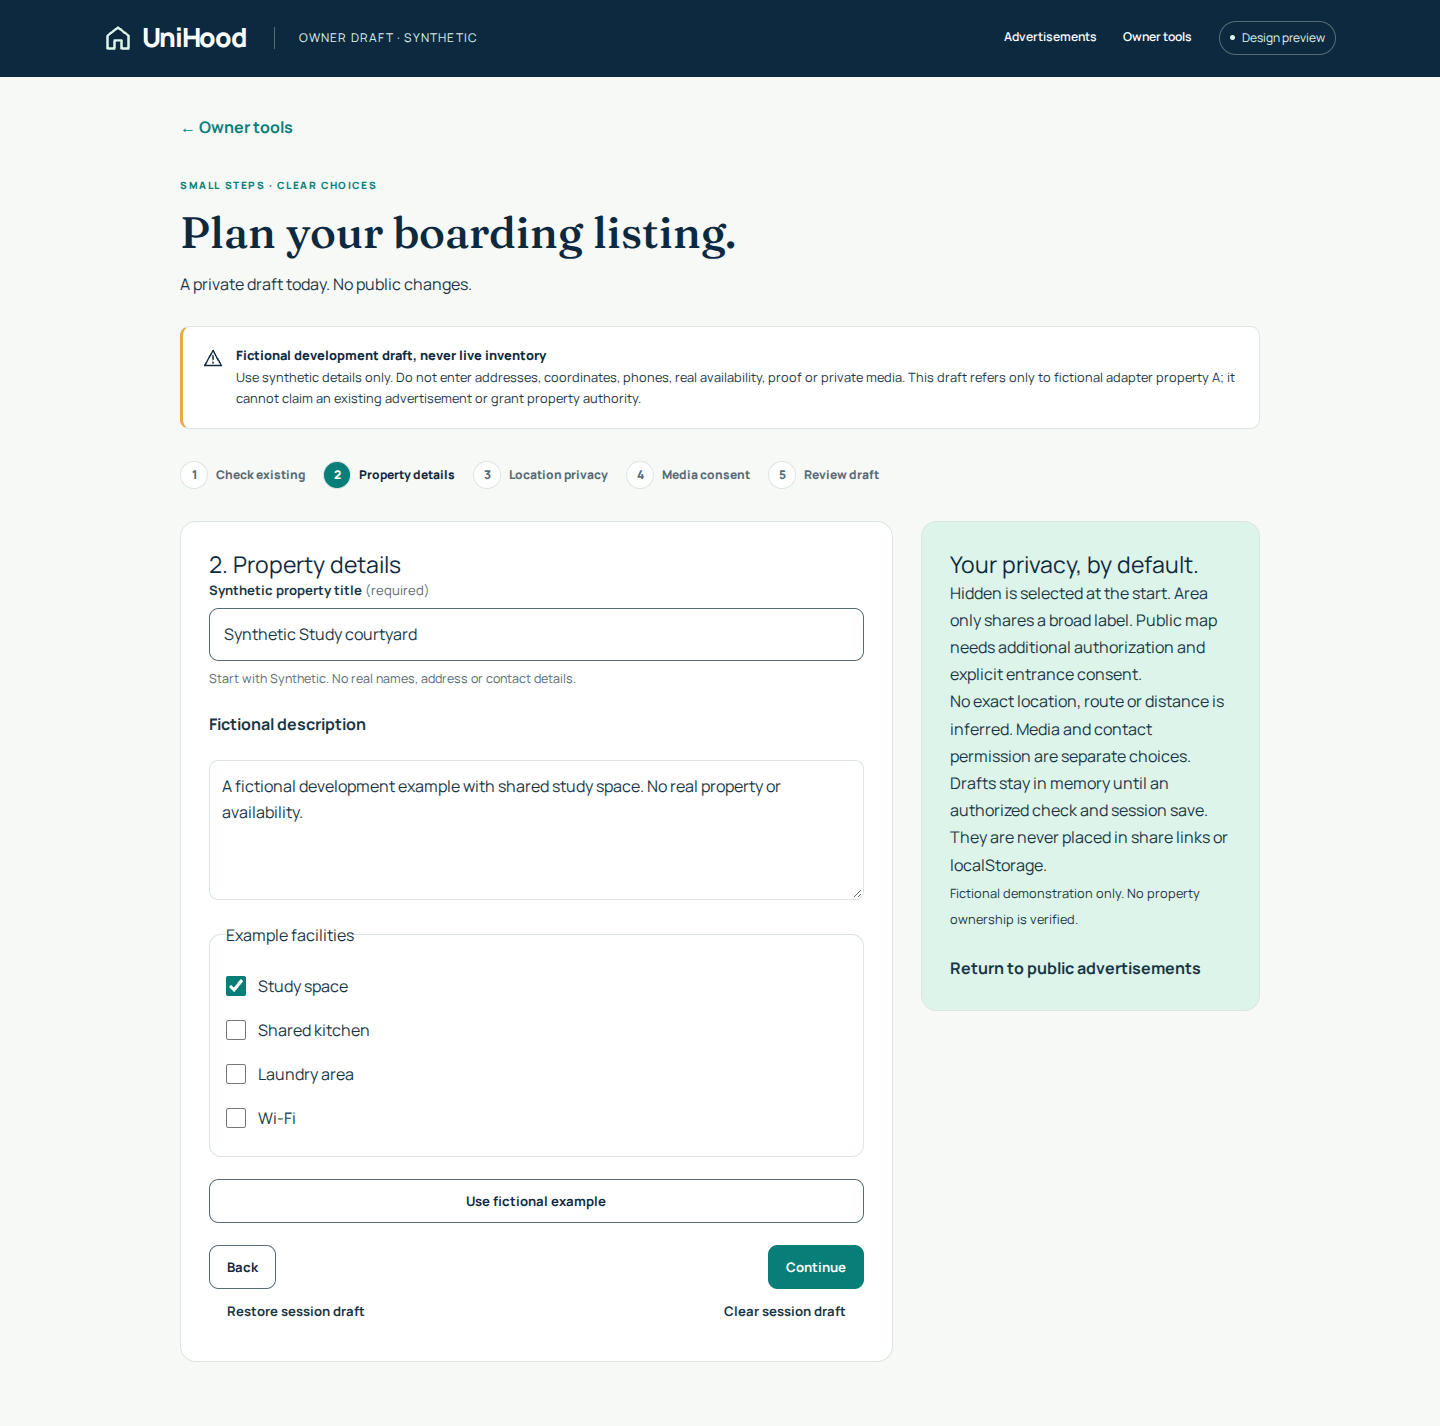 UniHood
OWNER DRAFT · SYNTHETIC
Advertisements
Owner tools
Design preview
← Owner tools
SMALL STEPS · CLEAR CHOICES
Plan your boarding listing.
A private draft today. No public changes.
Fictional development draft, never live inventory
Use synthetic details only. Do not enter addresses, coordinates, phones, real availability, proof or private media. This draft refers only to fictional adapter property A; it
cannot claim an existing advertisement or grant property authority.
1 Check existing
2 Property details
3 Location privacy
4 Media consent
5 Review draft
2. Property details
Synthetic property title (required)
Synthetic Study courtyard
Start with Synthetic. No real names, address or contact details.
Fictional description
A fictional development example with shared study space. No real property or
availability.
Example facilities
Study space
Shared kitchen
Laundry area
Wi-Fi
Use fictional example
Back
Continue
Restore session draft
Clear session draft
Your privacy, by default.
Hidden is selected at the start. Area
only shares a broad label. Public map
needs additional authorization and
explicit entrance consent.
No exact location, route or distance is
inferred. Media and contact
permission are separate choices.
Drafts stay in memory until an
authorized check and session save.
They are never placed in share links or
localStorage.
Fictional demonstration only. No property
ownership is verified.
Return to public advertisements